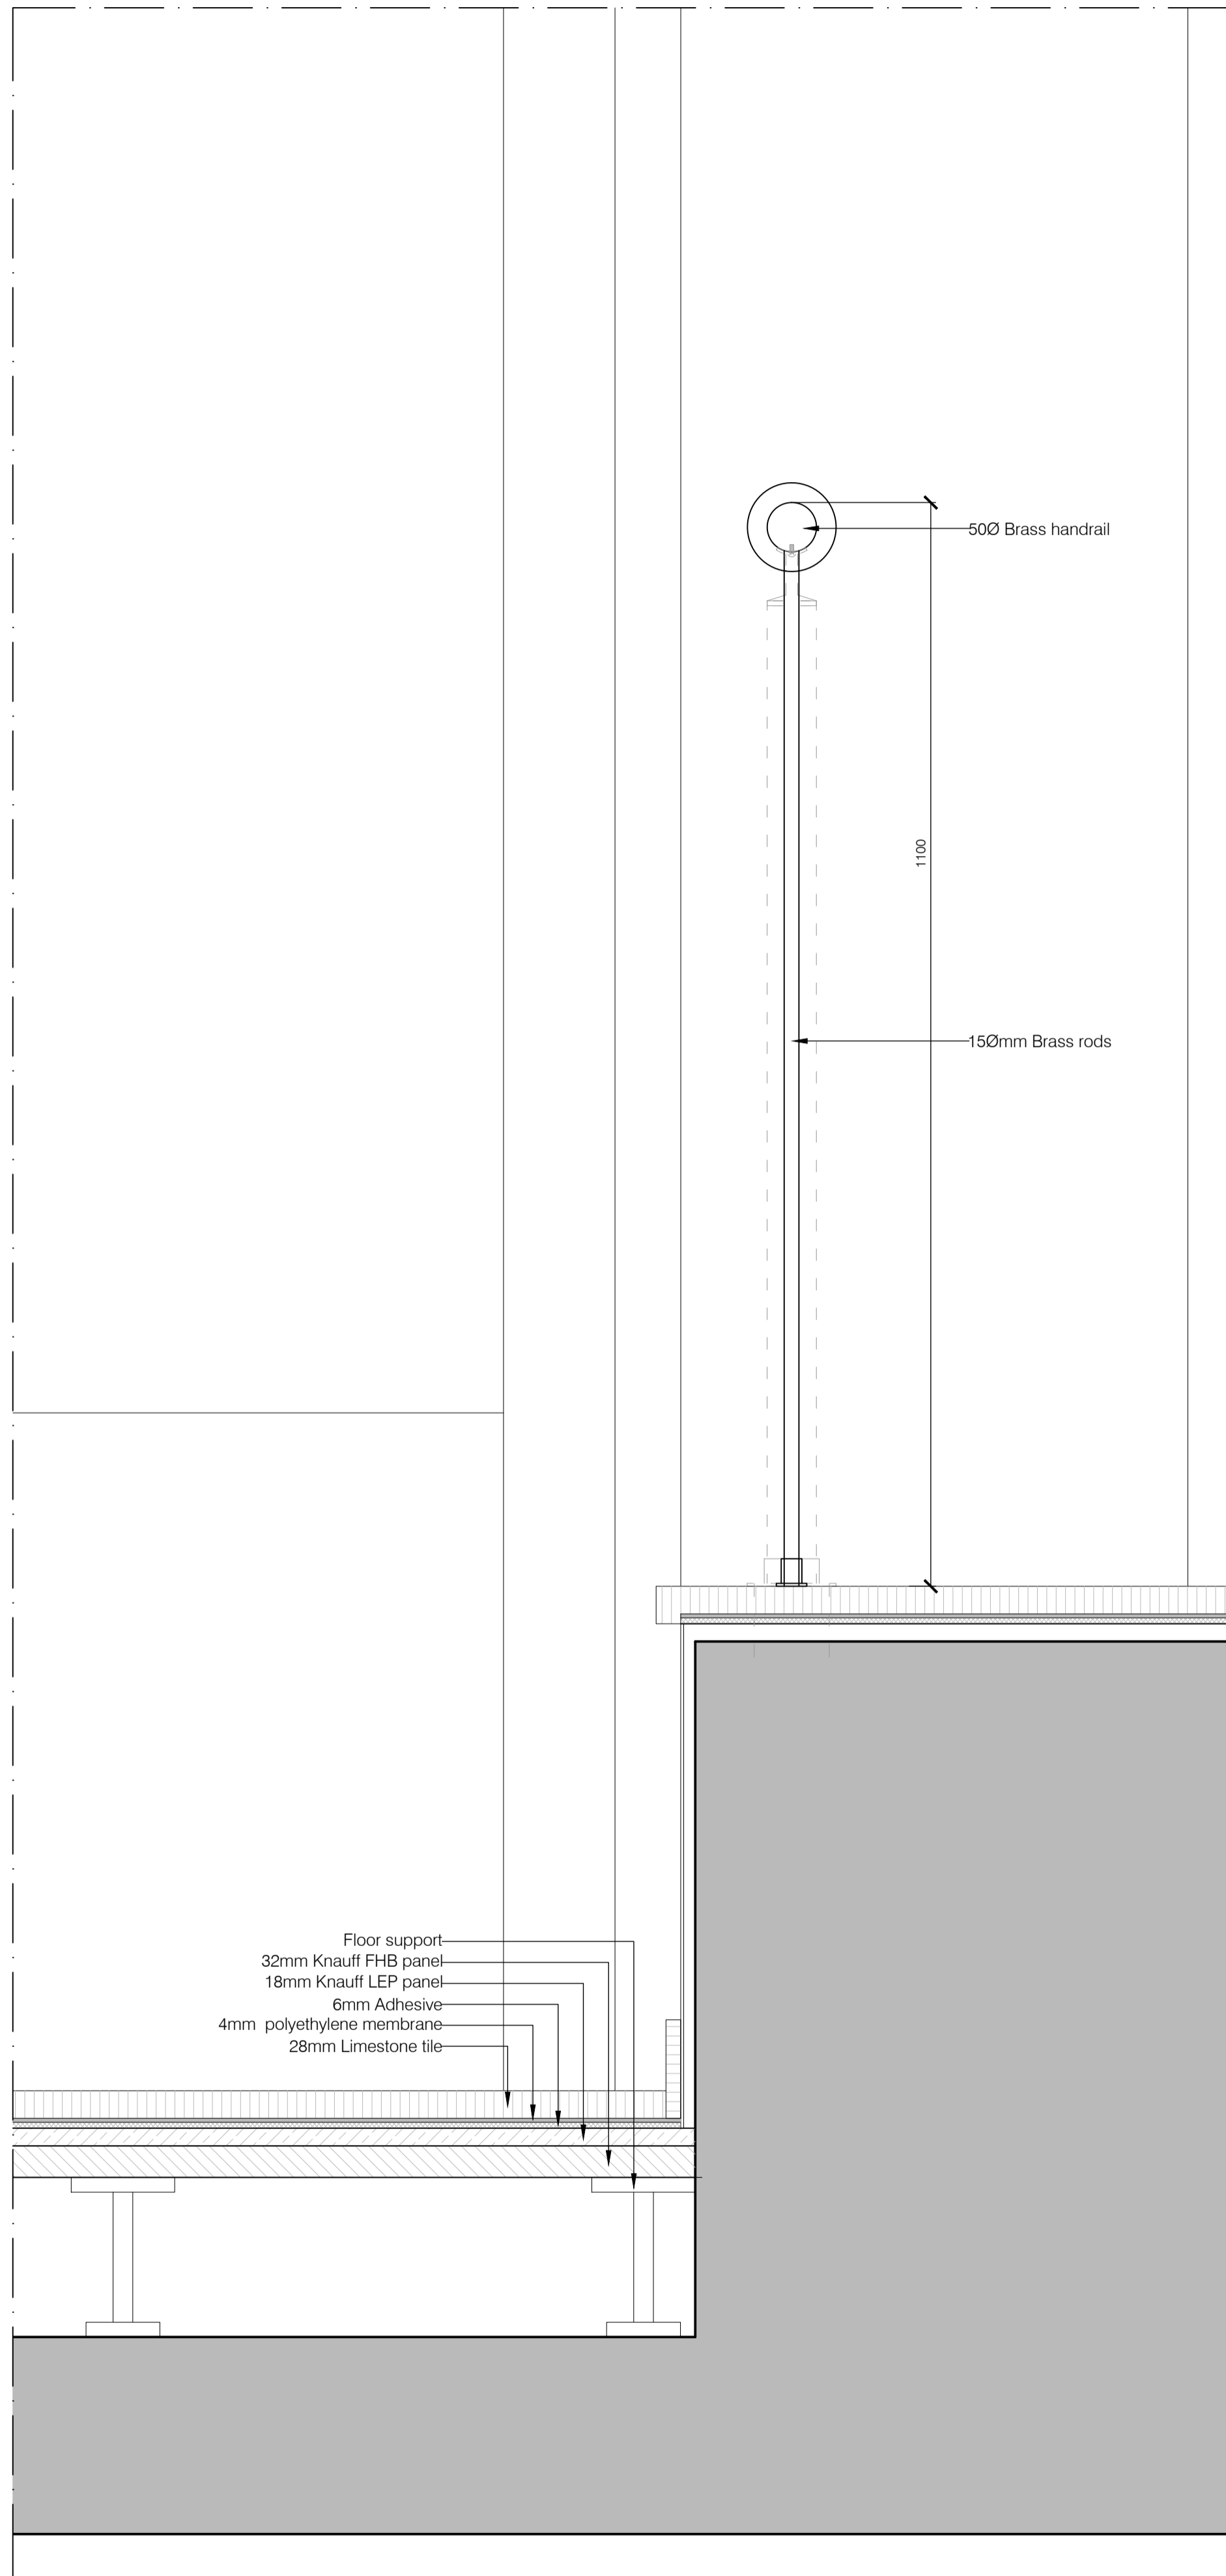 50Ø Brass handrail
1100
15Ømm Brass rods
Floor support
32mm Knauff FHB panel
18mm Knauff LEP panel
6mm Adhesive
4mm  polyethylene membrane
28mm Limestone tile